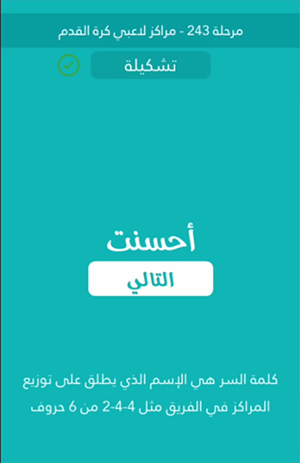 مرحلة 243 - مراكز لاعبي كرة القدم
تشكيلة
أحسنت
التالي
كلمة السر هي الإسم الذي يطلق على توزيع
المراكز في الفريق مثل 4-4-2 من 6 حروف